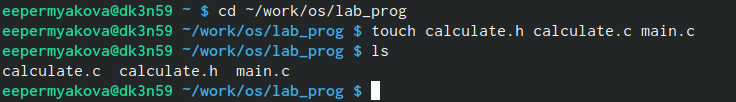 eepermyakova@dk3n59 ~ $ cd ~/work/os/lab_prog
eepermyakova@dk3n59 ~/work/os/lab_prog $ touch calculate.h calculate.c main.c
eepermyakova@dk3n59 ~/work/os/lab_prog $ ls
calculate.c  calculate.h  main.c
eepermyakova@dk3n59 ~/work/os/lab_prog $